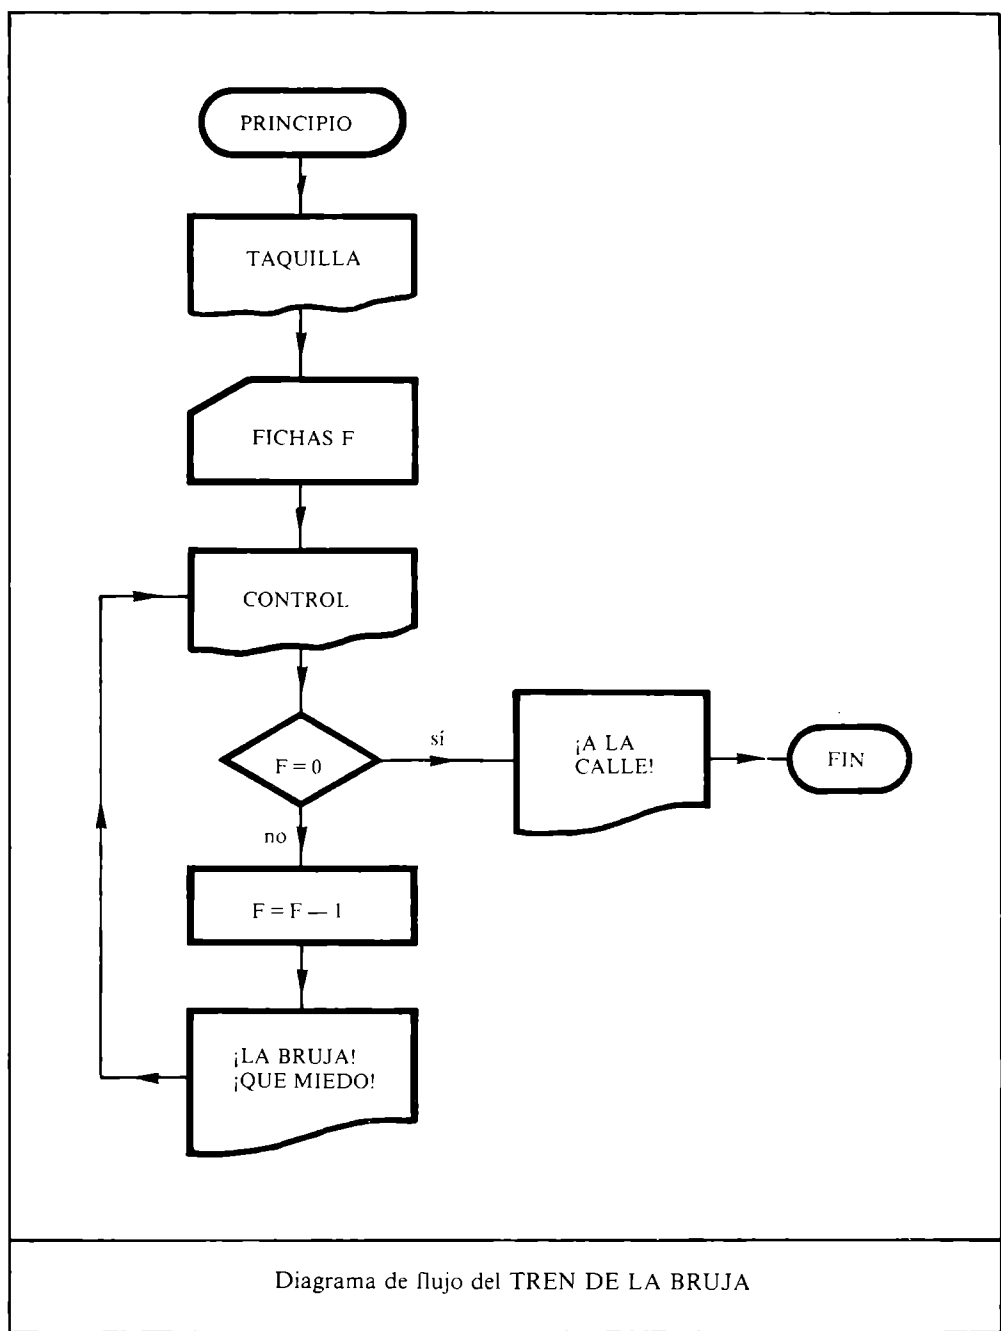 PRINCIPIO
TAQUILLA
FICHAS F
CONTROL
F = 0
sí
¡A LA
CALLE!
FIN
no
F = F — 1
¡LA BRUJA!
¡QUE MIEDO!
Diagrama de flujo del TREN DE LA BRUJA